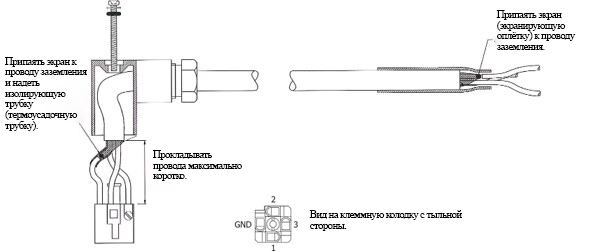 Припаять экран
(экранирующую
оплётку) к проводу
заземления.
Припаять экран к
проводу заземления
и надеть
изолирующую
трубку
(термоусадочную
трубку).
Прокладывать
провода максимально
коротко.
2
GND
3
1
Вид на клеммную колодку с тыльной
стороны.